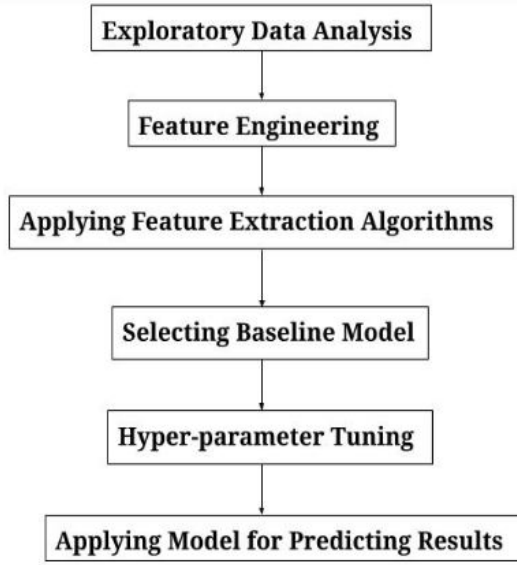 Exploratory Data Analysis
Feature Engineering
Applying Feature Extraction Algorithms
Selecting Baseline Model
Hyper-parameter Tuning
Applying Model for Predicting Results